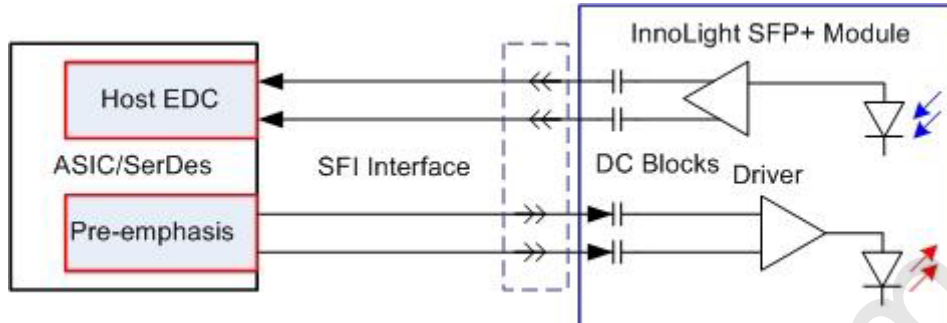 InnoLight SFP+ Module
Host EDC
ASIC/SerDes
SFI Interface
DC Blocks
Driver
Pre-emphasis